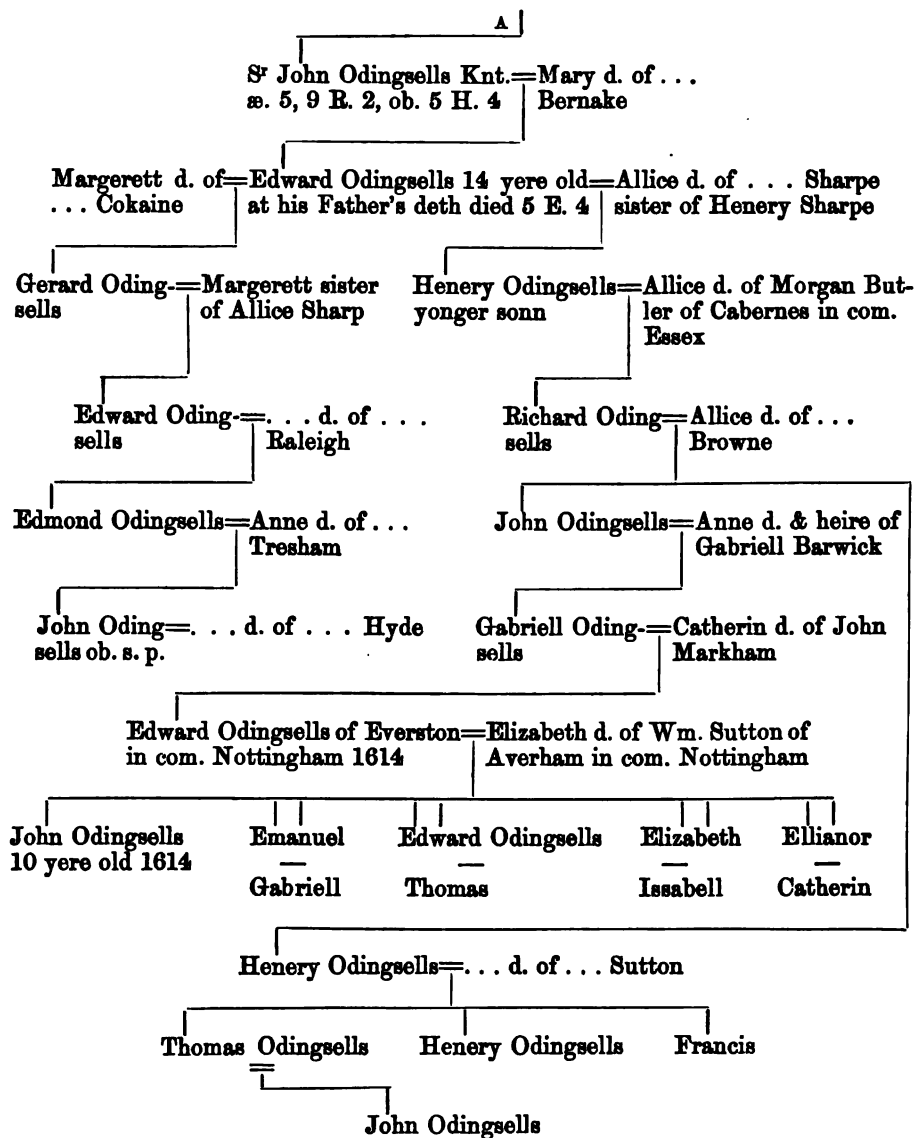 A
Sr John Odingsells Knt.=Mary d. of . . .
æ. 5, 9 R. 2, ob. 5 H. 4 Bernake
Margerett d. of=Edward Odingsells 14 yere old=Allice d. of . . . Sharpe
. . . Cokaine at his Father's deth died 5 E. 4 sister of Henery Sharpe
Gerard Oding-=Margerett sister Henery Odingsells=Allice d. of Morgan But-
sells of Allice Sharp yonger sonn ler of Cabernes in com.
Essex
Edward Oding-=. . . d. of . . . Richard Oding=Allice d. of . . .
sells Raleigh sells Browne
Edmond Odingsells=Anne d. of . . . John Odingsells=Anne d. & heire of
Tresham Gabriell Barwick
John Oding=. . . d. of . . . Hyde Gabriell Oding-=Catherin d. of John
sells ob. s. p. sells Markham
Edward Odingsells of Everston=Elizabeth d. of Wm. Sutton of
in com. Nottingham 1614 Averham in com. Nottingham
John Odingsells Emanuel Edward Odingsells Elizabeth Ellianor
10 yere old 1614 — — — —
Gabriell Thomas Issabell Catherin
Henery Odingsells=. . . d. of . . . Sutton
Thomas Odingsells Henery Odingsells Francis
=
John Odingsells